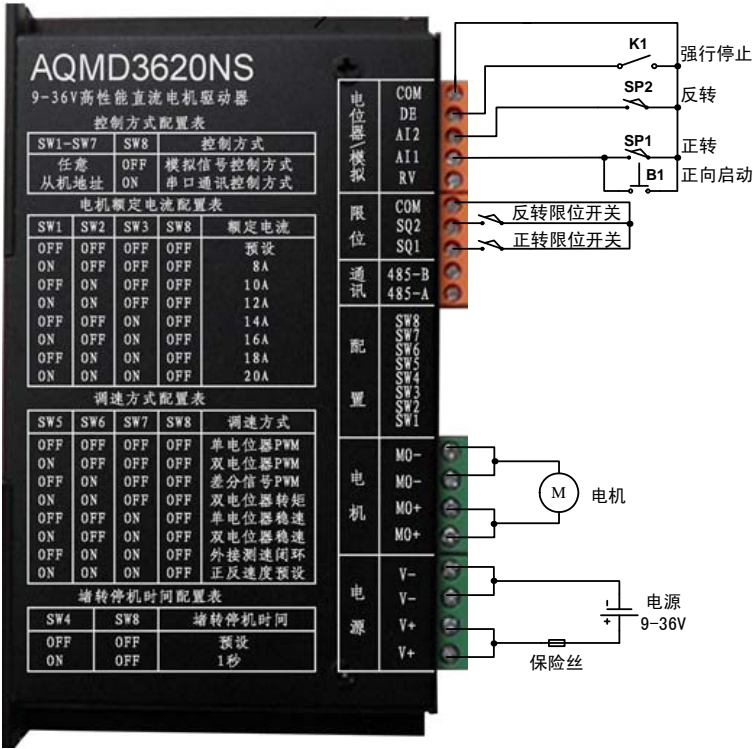 AQMD3620NS
9-36V高性能直流电机驱动器
控制方式配置表
SW1-SW7 SW8 控制方式
任意 OFF 模拟信号控制方式
从机地址 ON 串口通讯控制方式
电机额定电流配置表
SW1 SW2 SW3 SW8 额定电流
OFF OFF OFF OFF 预设
ON OFF OFF OFF 8A
OFF ON OFF OFF 10A
ON ON OFF OFF 12A
OFF OFF ON OFF 14A
ON OFF ON OFF 16A
OFF ON ON OFF 18A
ON ON ON OFF 20A
调速方式配置表
SW5 SW6 SW7 SW8 调速方式
OFF OFF OFF OFF 单电位器PWM
ON OFF OFF OFF 双电位器PWM
OFF ON OFF OFF 差分信号PWM
ON ON OFF OFF 双电位器转矩
OFF OFF ON OFF 单电位器稳速
ON OFF ON OFF 双电位器稳速
OFF ON ON OFF 外接测速闭环
ON ON ON OFF 正反速度预设
堵转停机时间配置表
SW4 SW8 堵转停机时间
OFF OFF 预设
ON OFF 1秒
电位器/模拟
COM
DE
AI2
AI1
RV
限位
COM
SQ2
SQ1
通讯
485-B
485-A
配置
SW8
SW7
SW6
SW5
SW4
SW3
SW2
SW1
电机
MO-
MO-
MO+
MO+
电源
V-
V-
V+
V+
K1
强行停止
SP2
反转
SP1
正转
B1
正向启动
反转限位开关
正转限位开关
M
电机
-
+
电源
9-36V
保险丝